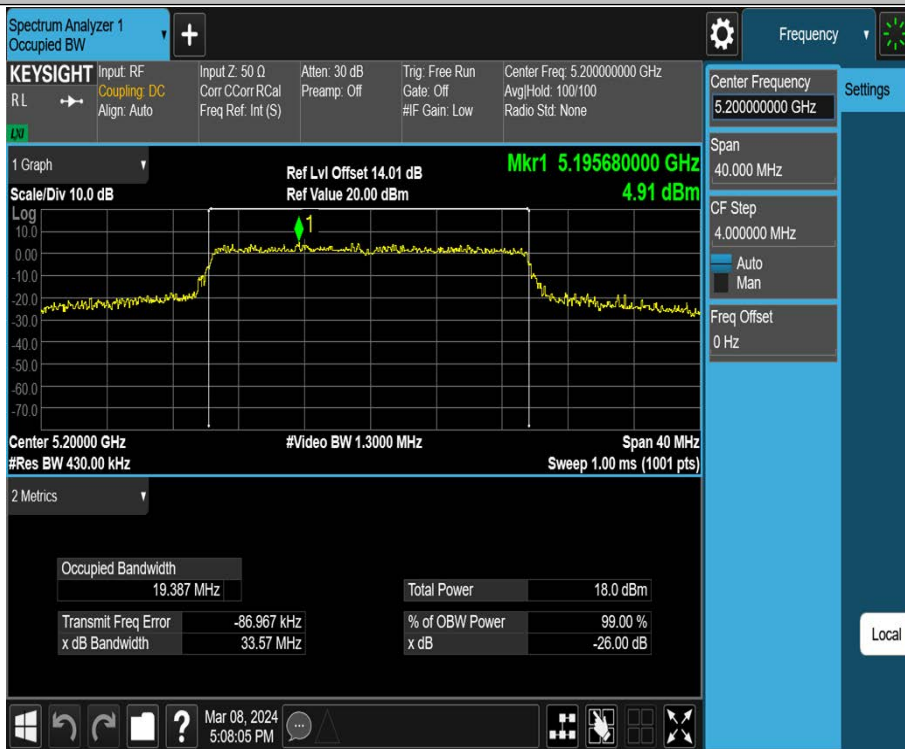 Spectrum Analyzer 1
Occupied BW
+
Frequency
KEYSIGHT
R L
LXI
Input: RF
Coupling: DC
Align: Auto
Input Z: 50 Ω
Corr CCorr RCal
Freq Ref: Int (S)
Atten: 30 dB
Preamp: Off
Trig: Free Run
Gate: Off
#IF Gain: Low
Center Freq: 5.200000000 GHz
Avg|Hold: 100/100
Radio Std: None
1 Graph
Scale/Div 10.0 dB
Ref Lvl Offset 14.01 dB
Ref Value 20.00 dBm
Mkr1 5.195680000 GHz
4.91 dBm
Log
10.0
0.00
-10.0
-20.0
-30.0
-40.0
-50.0
-60.0
-70.0
1
Center 5.20000 GHz
#Video BW 1.3000 MHz
Span 40 MHz
#Res BW 430.00 kHz
Sweep 1.00 ms (1001 pts)
2 Metrics
Occupied Bandwidth
19.387 MHz
Total Power 18.0 dBm
Transmit Freq Error -86.967 kHz
% of OBW Power 99.00 %
x dB Bandwidth 33.57 MHz
x dB -26.00 dB
Center Frequency
5.200000000 GHz
Settings
Span
40.000 MHz
CF Step
4.000000 MHz
Auto
Man
Freq Offset
0 Hz
Local
?
Mar 08, 2024
5:08:05 PM